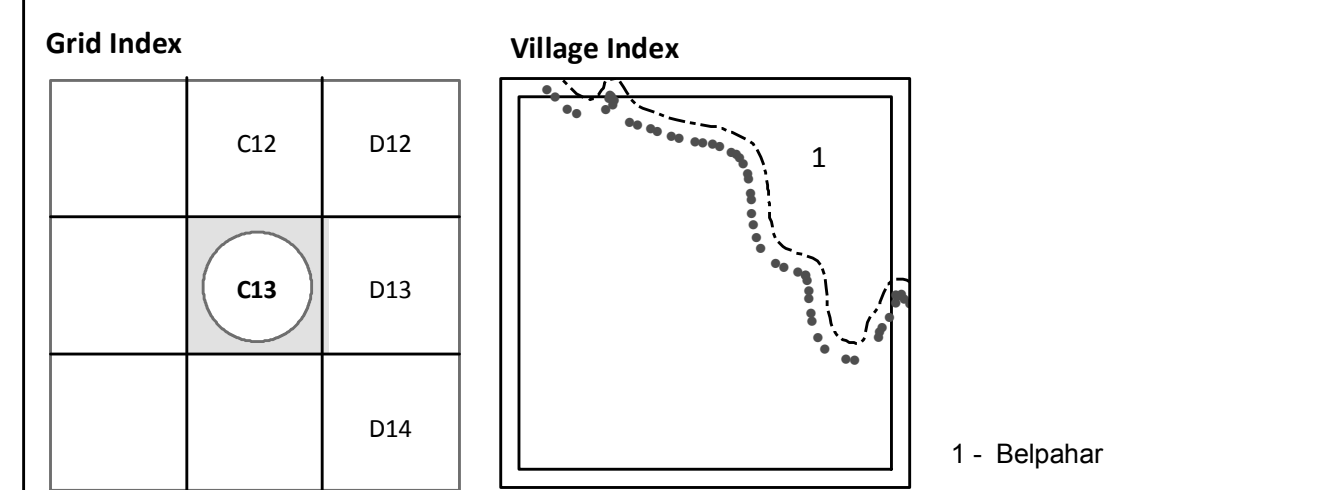 Grid Index
Village Index
C12 D12
1
C13 D13
D14
1 - Belpahar